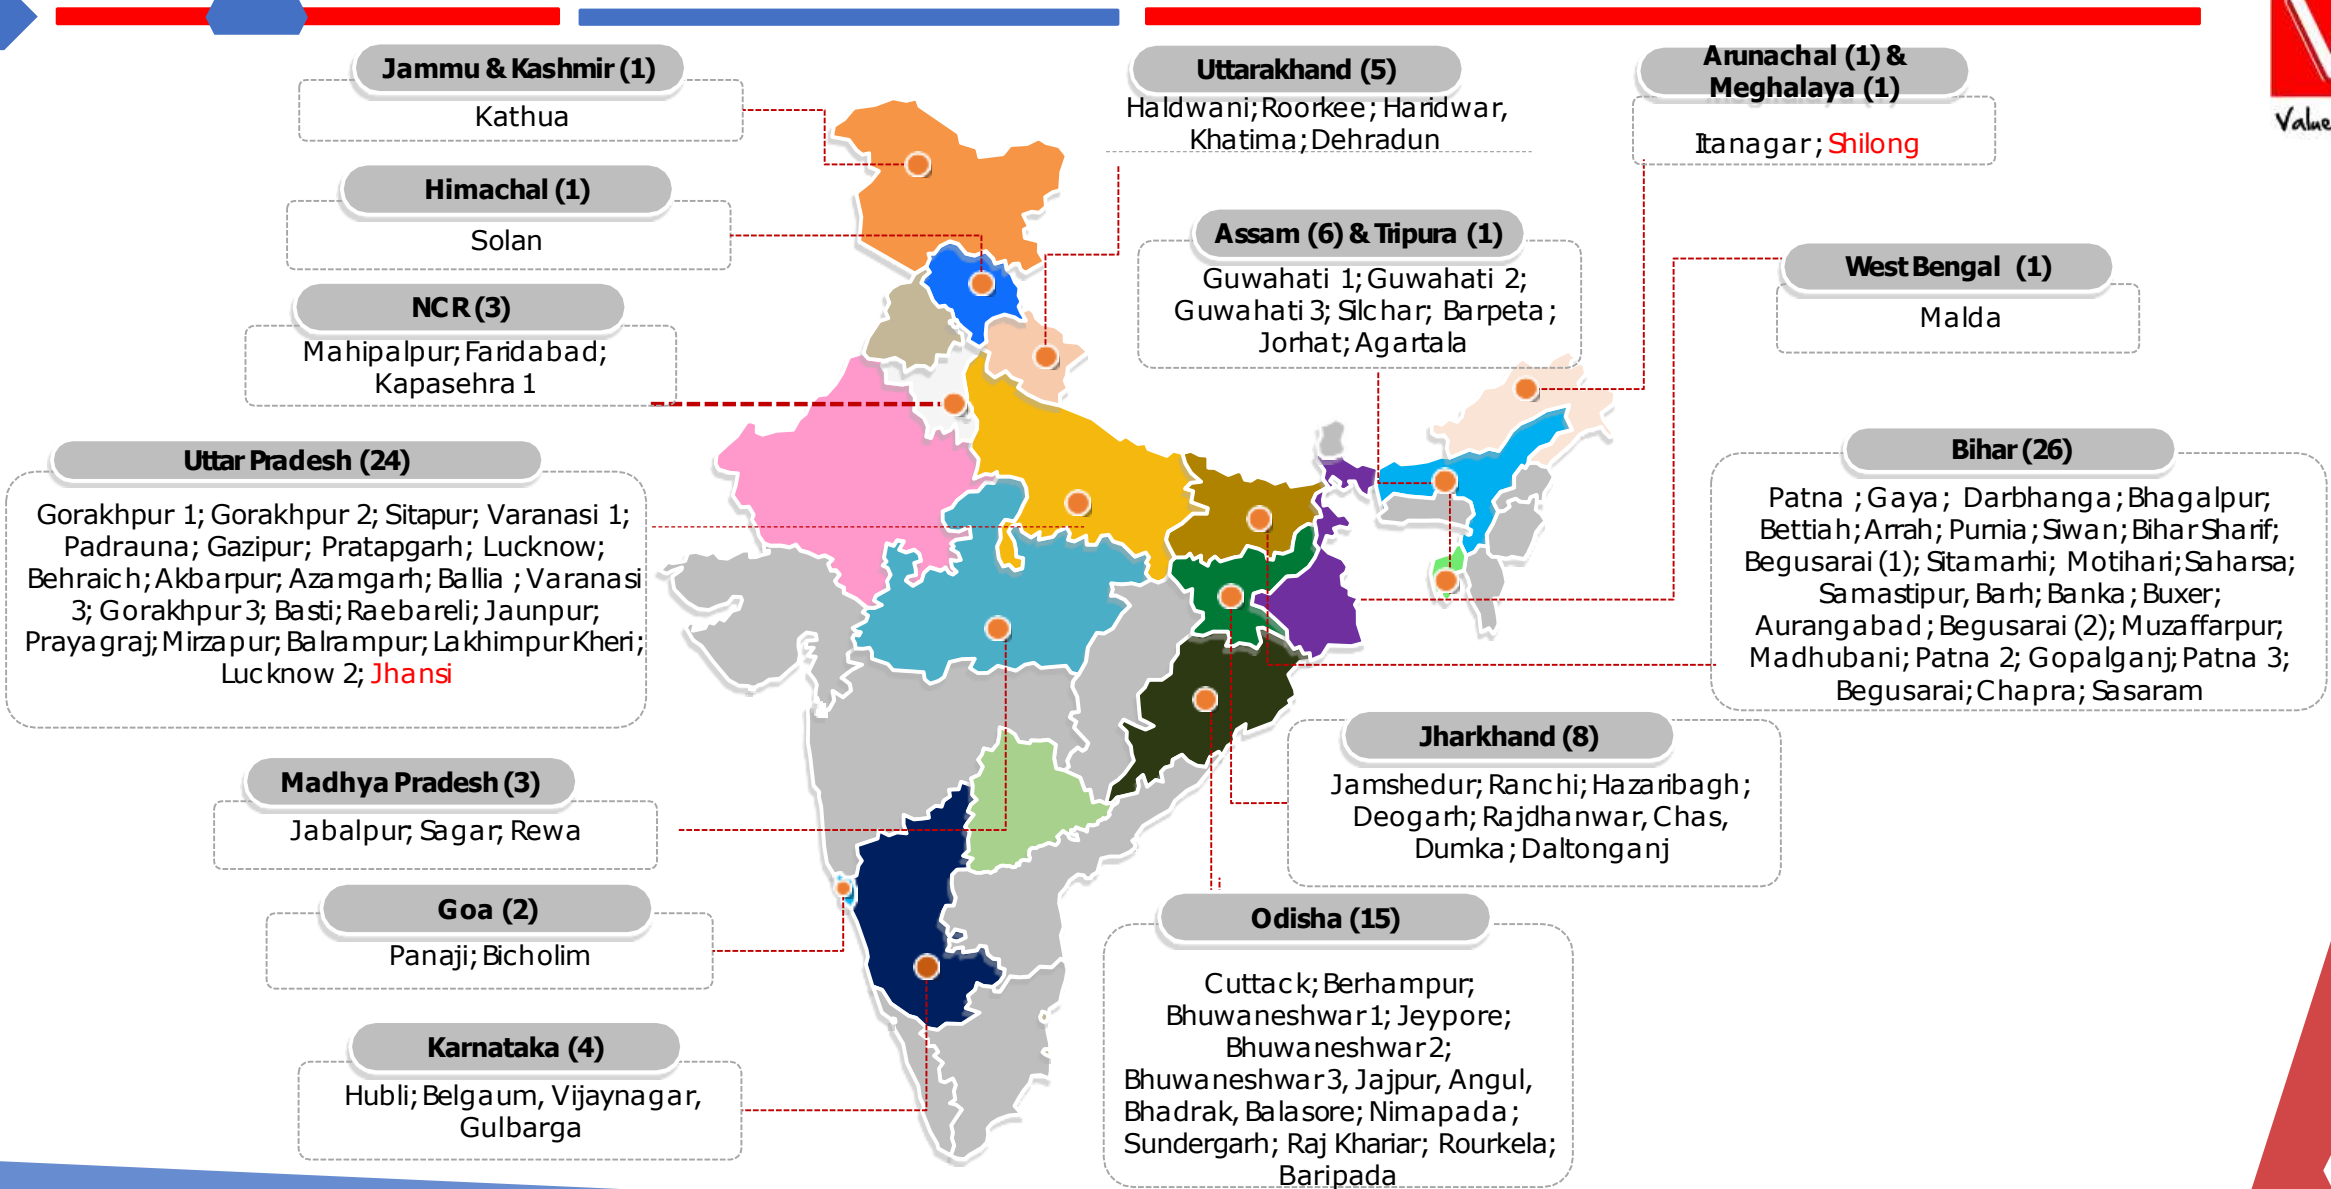 Jammu & Kashmir (1)
Kathua
Himachal (1)
Solan
NCR (3)
Mahipalpur; Faridabad;
Kapasehra 1
Uttar Pradesh (24)
Gorakhpur 1; Gorakhpur 2; Sitapur; Varanasi 1;
Padrauna; Gazipur; Pratapgarh; Lucknow;
Behraich; Akbarpur; Azamgarh; Ballia ; Varanasi
3; Gorakhpur 3; Basti; Raebareli; Jaunpur;
Prayagraj; Mirzapur; Balrampur; Lakhimpur Kheri;
Lucknow 2; Jhansi
Madhya Pradesh (3)
Jabalpur; Sagar; Rewa
Goa (2)
Panaji; Bicholim
Karnataka (4)
Hubli; Belgaum, Vijaynagar,
Gulbarga
Uttarakhand (5)
Haldwani; Roorkee; Haridwar,
Khatima; Dehradun
Arunachal (1) &
Meghalaya (1)
Itanagar; Shilong
Value
Assam (6) & Tripura (1)
Guwahati 1; Guwahati 2;
Guwahati 3; Silchar; Barpeta;
Jorhat; Agartala
West Bengal (1)
Malda
Bihar (26)
Patna ; Gaya; Darbhanga; Bhagalpur;
Bettiah; Arrah; Purnia; Siwan; Bihar Sharif;
Begusarai (1); Sitamarhi; Motihari; Saharsa;
Samastipur, Barh; Banka; Buxer;
Aurangabad; Begusarai (2); Muzaffarpur;
Madhubani; Patna 2; Gopalganj; Patna 3;
Begusarai; Chapra; Sasaram
Jharkhand (8)
Jamshedur; Ranchi; Hazaribagh;
Deogarh; Rajdhanwar, Chas,
Dumka; Daltonganj
Odisha (15)
Cuttack; Berhampur;
Bhuwaneshwar 1; Jeypore;
Bhuwaneshwar 2;
Bhuwaneshwar 3, Jajpur, Angul,
Bhadrak, Balasore; Nimapada;
Sundergarh; Raj Khariar; Rourkela;
Baripada